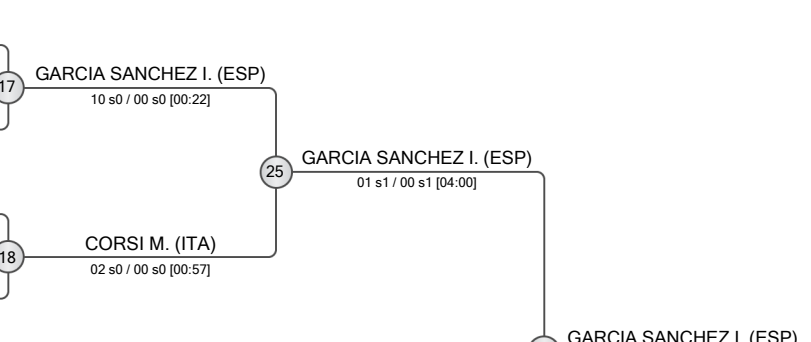 17
GARCIA SANCHEZ I. (ESP)
10 s0 / 00 s0 [00:22]
25
GARCIA SANCHEZ I. (ESP)
01 s1 / 00 s1 [04:00]
18
CORSI M. (ITA)
02 s0 / 00 s0 [00:57]
GARCIA SANCHEZ I. (ESP)